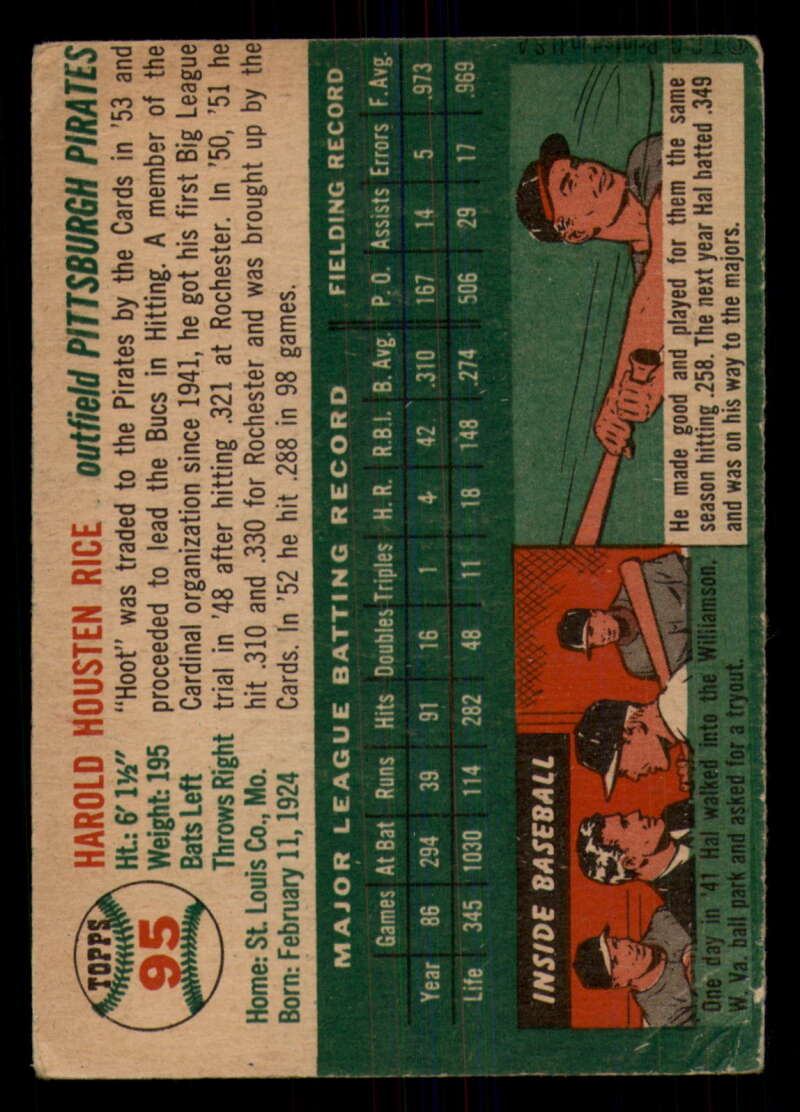 TOPPS
95
HAROLD HOUSTEN RICE outfield PITTSBURGH PIRATES
Ht.: 6' 1½"
Weight: 195
Bats Left
Throws Right
Home: St. Louis Co., Mo.
Born: February 11, 1924
"Hoot" was traded to the Pirates by the Cards in '53 and
proceeded to lead the Bucs in Hitting. A member of the
Cardinal organization since 1941, he got his first Big League
trial in '48 after hitting .321 at Rochester. In '50, '51 he
hit .310 and .330 for Rochester and was brought up by the
Cards. In '52 he hit .288 in 98 games.
MAJOR LEAGUE BATTING RECORD FIELDING RECORD
Games At Bat Runs Hits Doubles Triples H. R. R.B.I. B. Avg. P. O. Assists Errors F. Avg.
Year 86 294 39 91 16 1 4 42 .310 167 14 5 .973
Life 345 1030 114 282 48 11 18 148 .274 506 29 17 .969
INSIDE BASEBALL
One day in '41 Hal walked into the Williamson,
W. Va. ball park and asked for a tryout.
He made good and played for them the same
season hitting .258. The next year Hal batted .349
and was on his way to the majors.
© T. C. G. Printed in U.S.A.